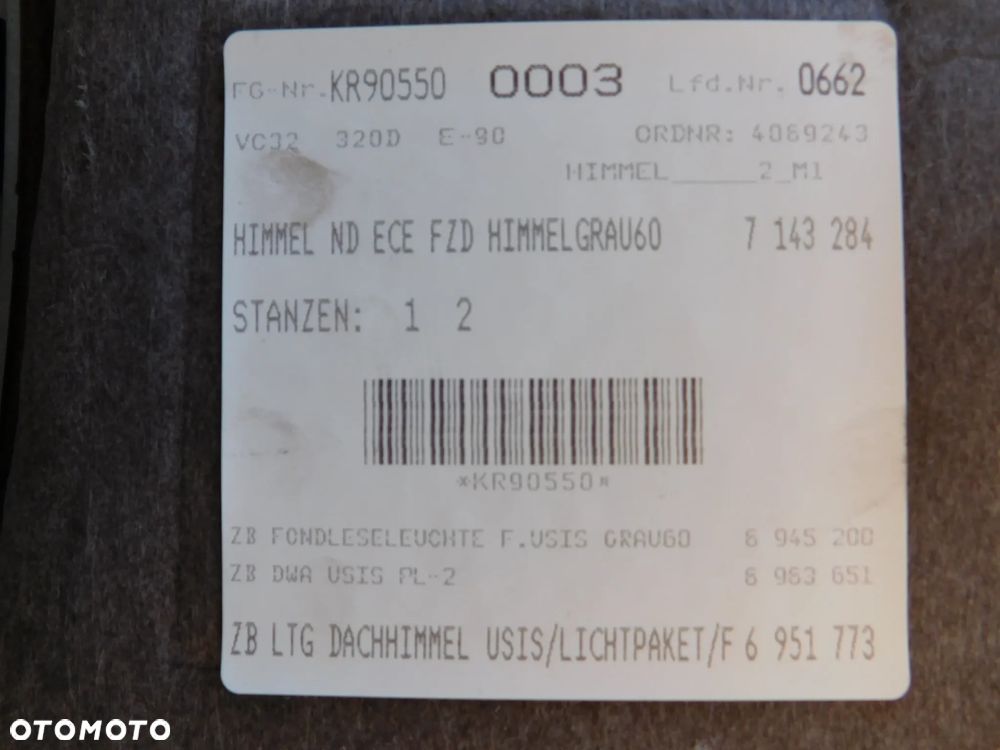 FG-Nr. KR90550 0003 Lfd.Nr. 0662
VC32 320D E-90 ORDNR: 4069243
HIMMEL_____2_M1
HIMMEL ND ECE FZD HIMMELGRAU60 7 143 284
STANZEN: 1 2
*KR90550*
ZB FONDLESELEUCHTE F.USIS GRAU60 6 945 200
ZB DWA USIS PL-2 6 963 651
ZB LTG DACHHIMMEL USIS/LICHTPAKET/F 6 951 773
OTOMOTO